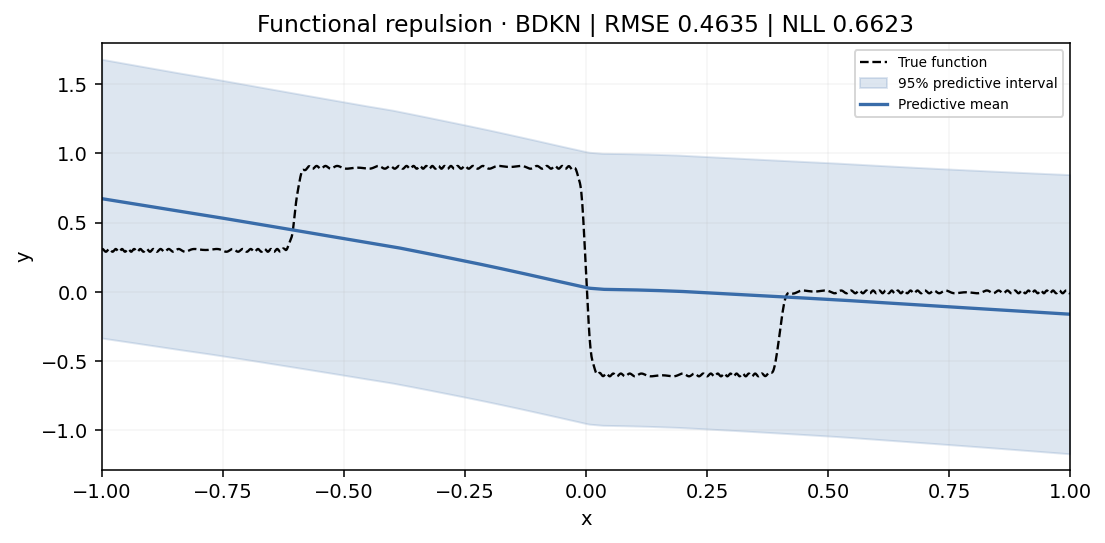 Functional repulsion · BDKN | RMSE 0.4635 | NLL 0.6623
True function
95% predictive interval
Predictive mean
y
1.5
1.0
0.5
0.0
−0.5
−1.0
−1.00
−0.75
−0.50
−0.25
0.00
0.25
0.50
0.75
1.00
x